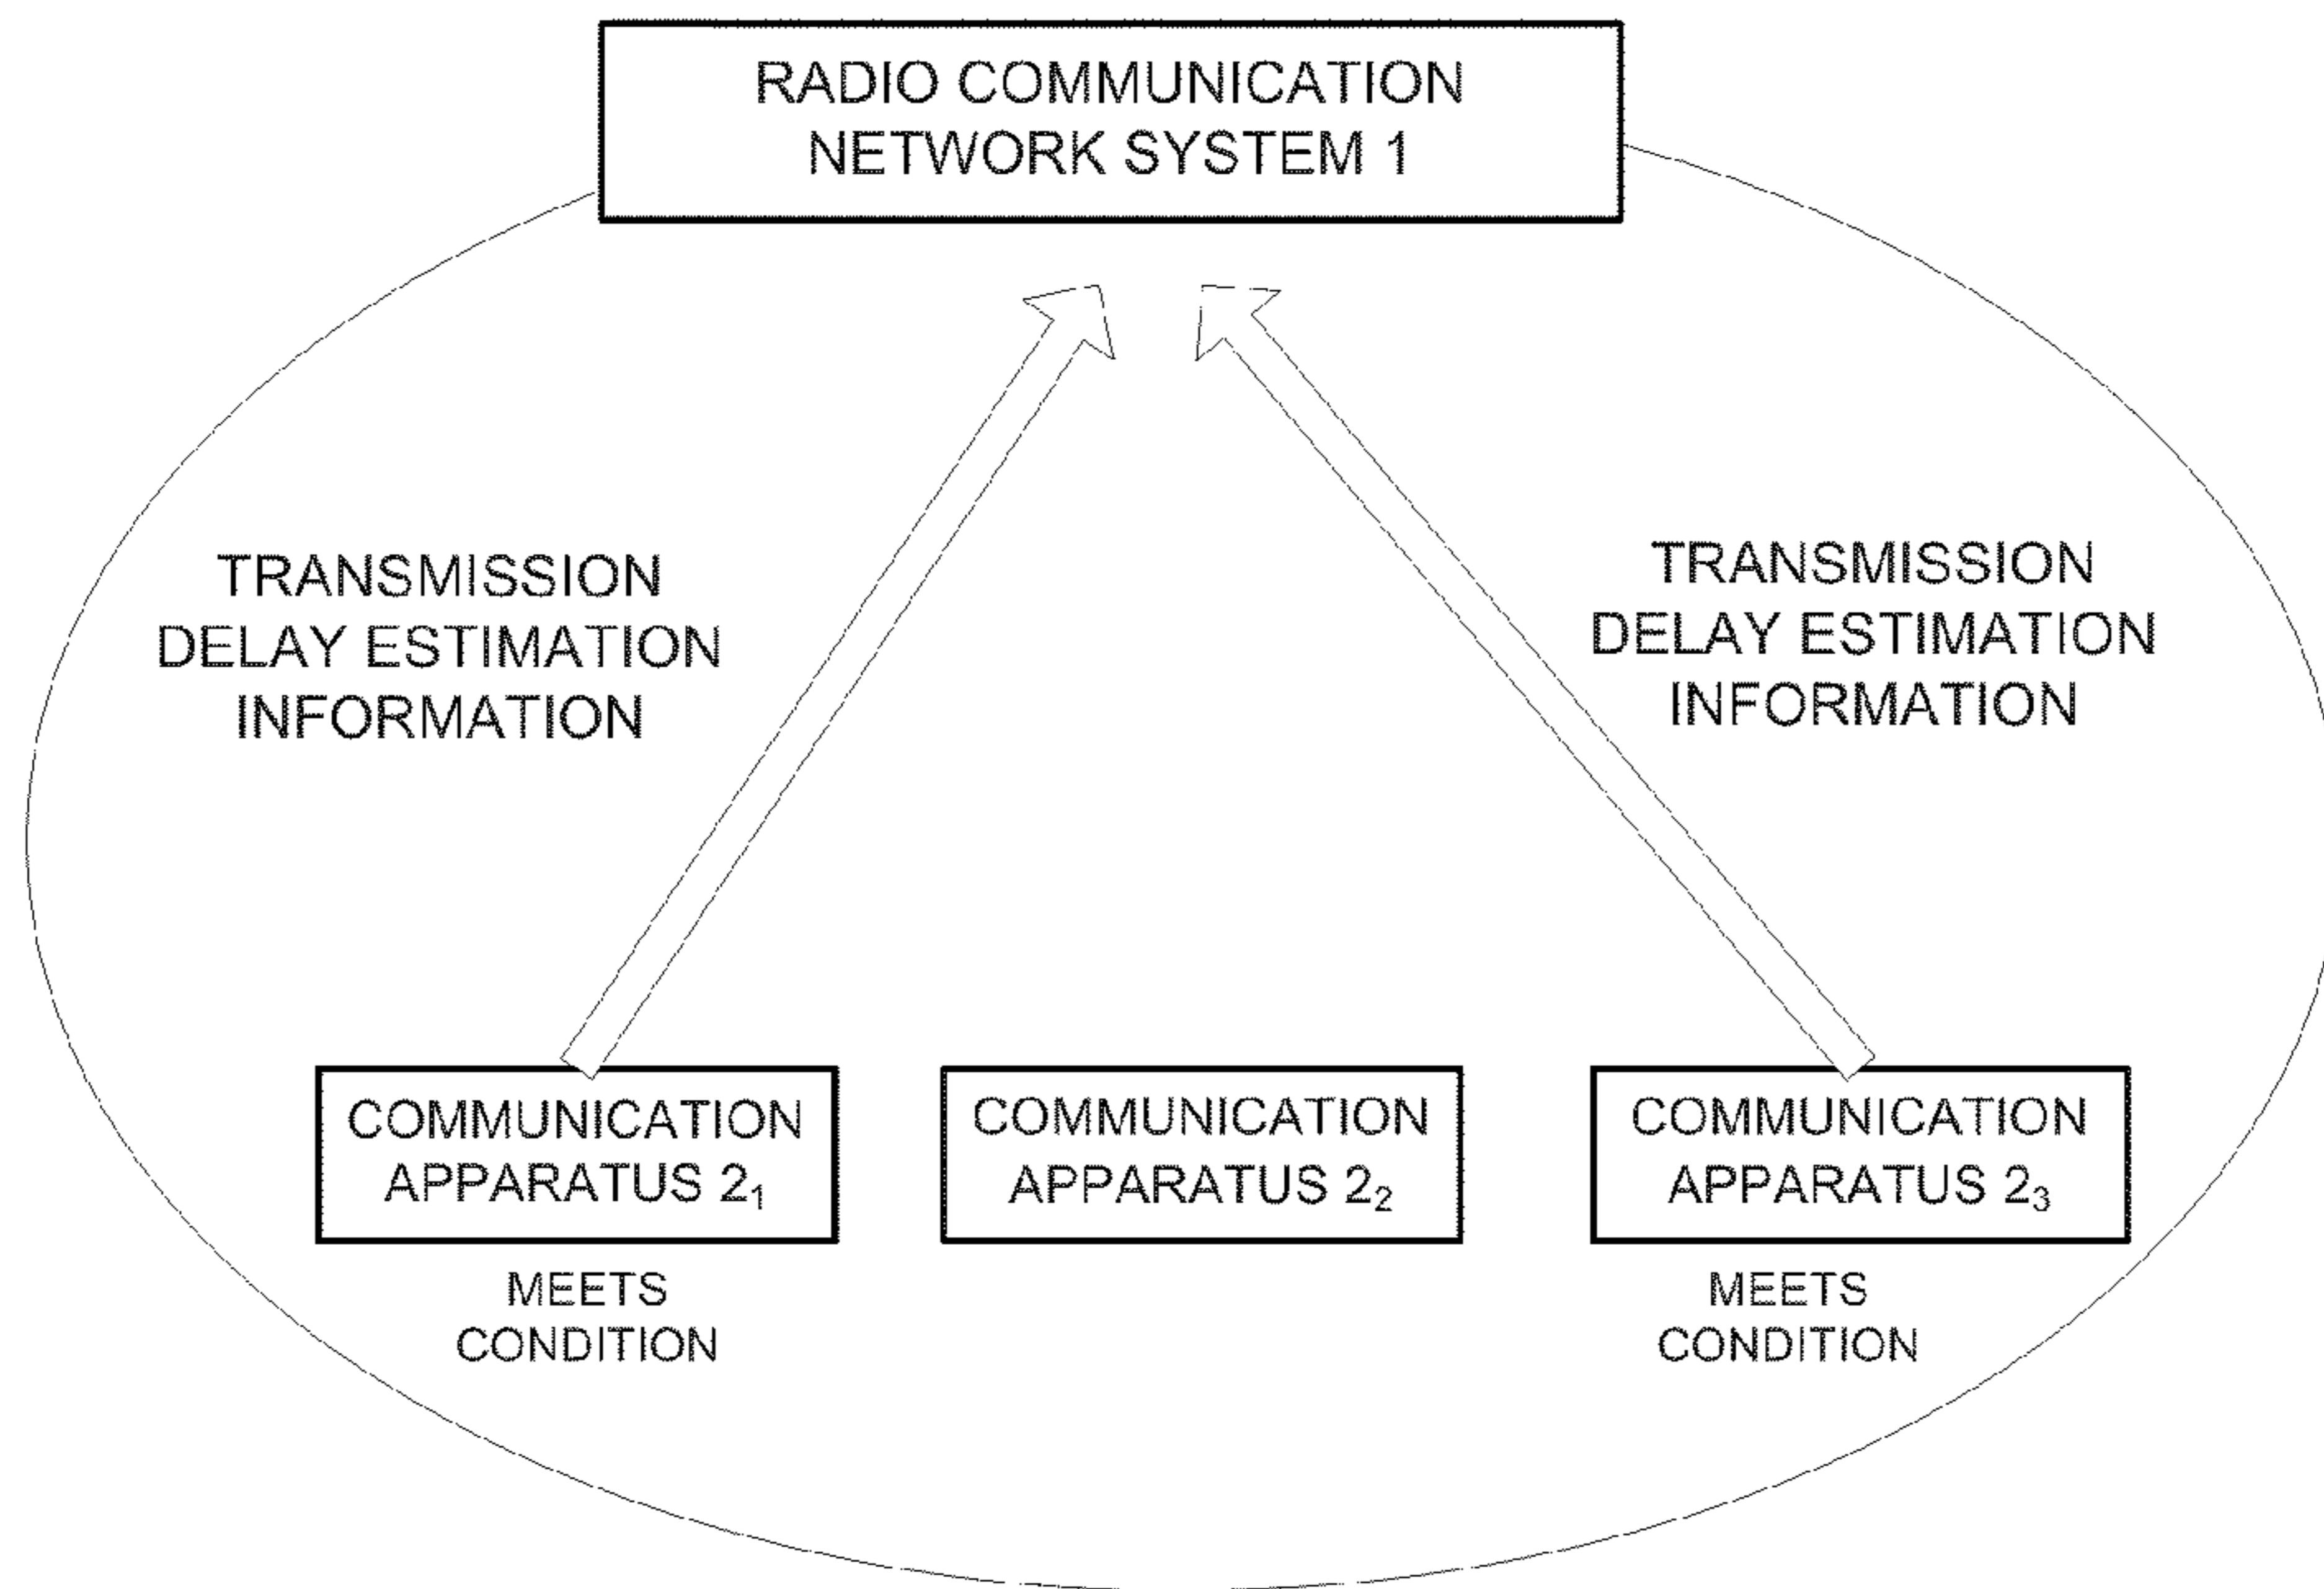 RADIO COMMUNICATION
NETWORK SYSTEM 1
TRANSMISSION
DELAY ESTIMATION
INFORMATION
TRANSMISSION
DELAY ESTIMATION
INFORMATION
COMMUNICATION
APPARATUS 2₁
MEETS
CONDITION
COMMUNICATION
APPARATUS 2₂
COMMUNICATION
APPARATUS 2₃
MEETS
CONDITION